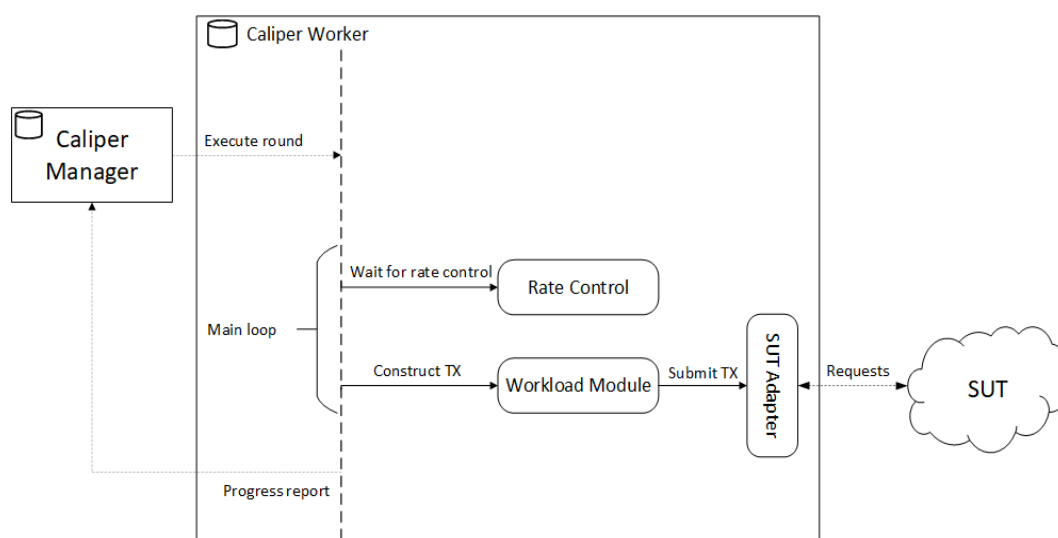 Caliper Worker
Caliper
Manager
Execute round
Wait for rate control
Rate Control
Main loop
Construct TX
Workload Module
Submit TX
SUT Adapter
Requests
SUT
Progress report